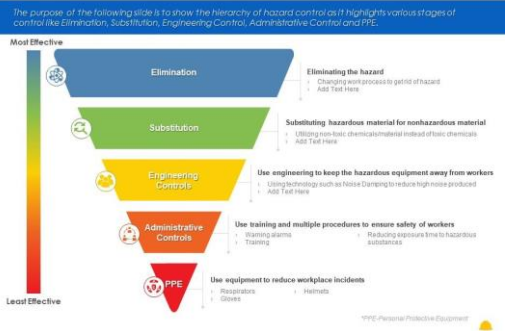 The purpose of the following slide is to show the hierarchy of hazard control as it highlights various stages of
control like Elimination, Substitution, Engineering Control, Administrative Control and PPE.
Most Effective
Elimination
Eliminating the hazard
› Changing work process to get rid of hazard
› Add Text Here
Substitution
Substituting hazardous material for nonhazardous material
› Utilizing non-toxic chemicals/material instead of toxic chemicals
› Add Text Here
Engineering
Controls
Use engineering to keep the hazardous equipment away from workers
› Using technology such as Noise Damping to reduce high noise produced
› Add Text Here
Administrative
Controls
Use training and multiple procedures to ensure safety of workers
› Warning alarms
› Training
› Reducing exposure time to hazardous
substances
PPE
Use equipment to reduce workplace incidents
› Respirators
› Gloves
› Helmets
Least Effective
*PPE-Personal Protective Equipment